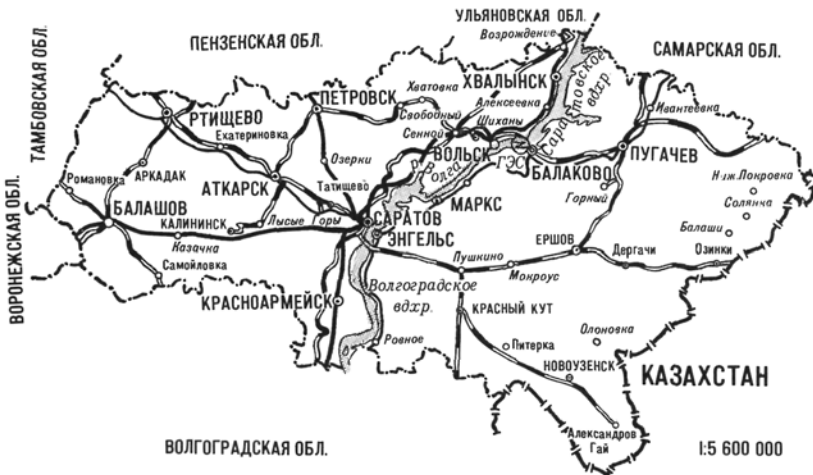 УЛЬЯНОВСКАЯ ОБЛ.
Возрождение
ПЕНЗЕНСКАЯ ОБЛ.
САМАРСКАЯ ОБЛ.
ТАМБОВСКАЯ ОБЛ.
ХВАЛЫНСК
Хватовка
Саратовское
вдхр.
ПЕТРОВСК
Свободный
Алексеевка
Ивантеевка
РТИЩЕВО
Сенной
Шиханы
Екатериновка
ВОЛЬСК
ГЭС
ПУГАЧЕВ
Озерки
р. Волга
БАЛАКОВО
АРКАДАК
Романовка
АТКАРСК
Татищево
Горный
Ниж. Покровка
Солянка
МАРКС
ВОРОНЕЖСКАЯ ОБЛ.
БАЛАШОВ
КАЛИНИНСК
Лысые Горы
САРАТОВ
Балаши
Казачка
ЭНГЕЛЬС
Пушкино
ЕРШОВ
Дергачи
Озинки
Самойловка
Мокроус
КРАСНОАРМЕЙСК
Волгоградское
вдхр.
КРАСНЫЙ КУТ
Ровное
Питерка
Олоновка
НОВОУЗЕНСК
КАЗАХСТАН
Александров
Гай
ВОЛГОГРАДСКАЯ ОБЛ.
1:5 600 000